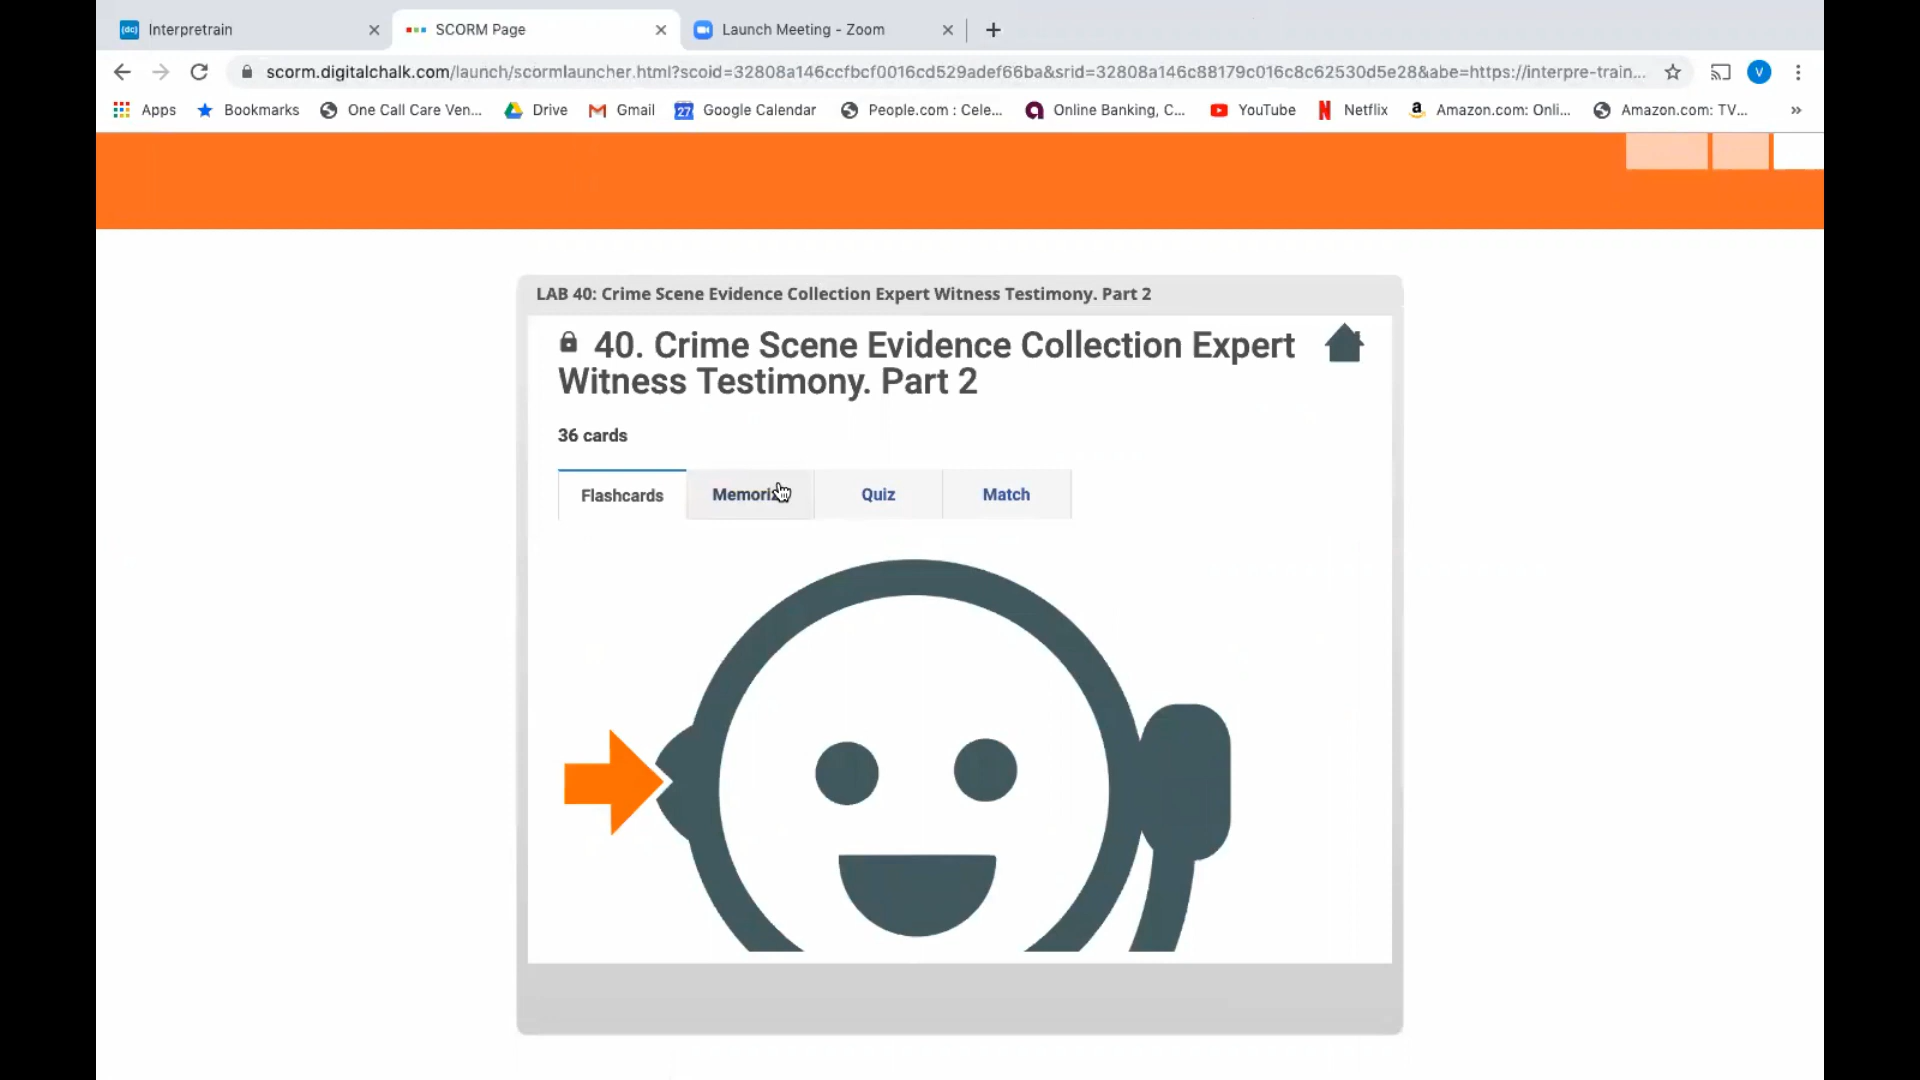 (dc) Interpretrain
SCORM Page
Launch Meeting - Zoom
scorm.digitalchalk.com/launch/scormlauncher.html?scoid=32808a146ccfbcf0016cd529adef66ba&srid=32808a146c88179c016c8c62530d5e28&abe=https://interpre-train...
V
Apps Bookmarks One Call Care Ven... Drive Gmail 27 Google Calendar People.com : Cele... Online Banking, C... YouTube Netflix Amazon.com: Onli... Amazon.com: TV... »
LAB 40: Crime Scene Evidence Collection Expert Witness Testimony. Part 2
40. Crime Scene Evidence Collection Expert
Witness Testimony. Part 2
36 cards
Flashcards Quiz Match